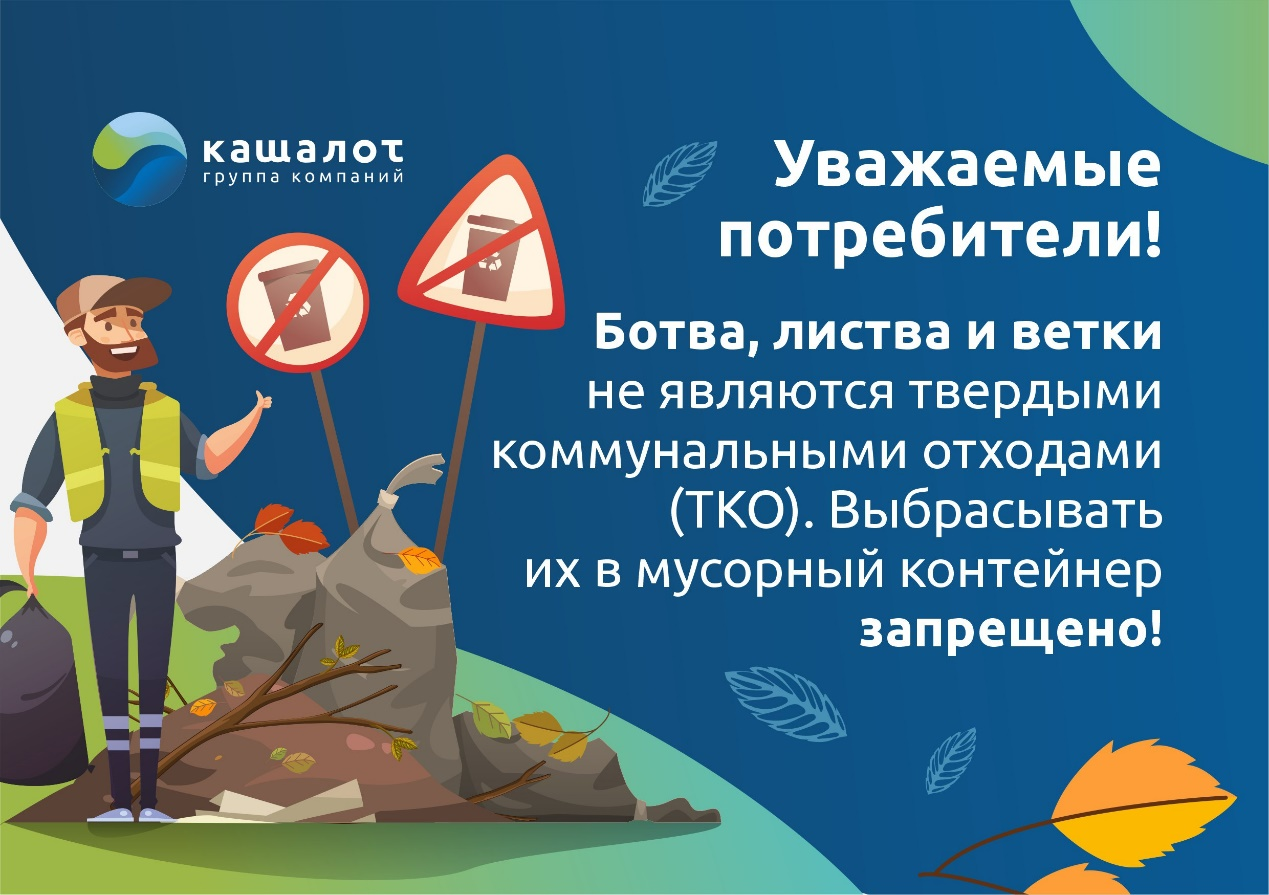 кашалот
группа компаний
Уважаемые
потребители!
Ботва, листва и ветки
не являются твердыми
коммунальными отходами
(ТКО). Выбрасывать
их в мусорный контейнер
запрещено!